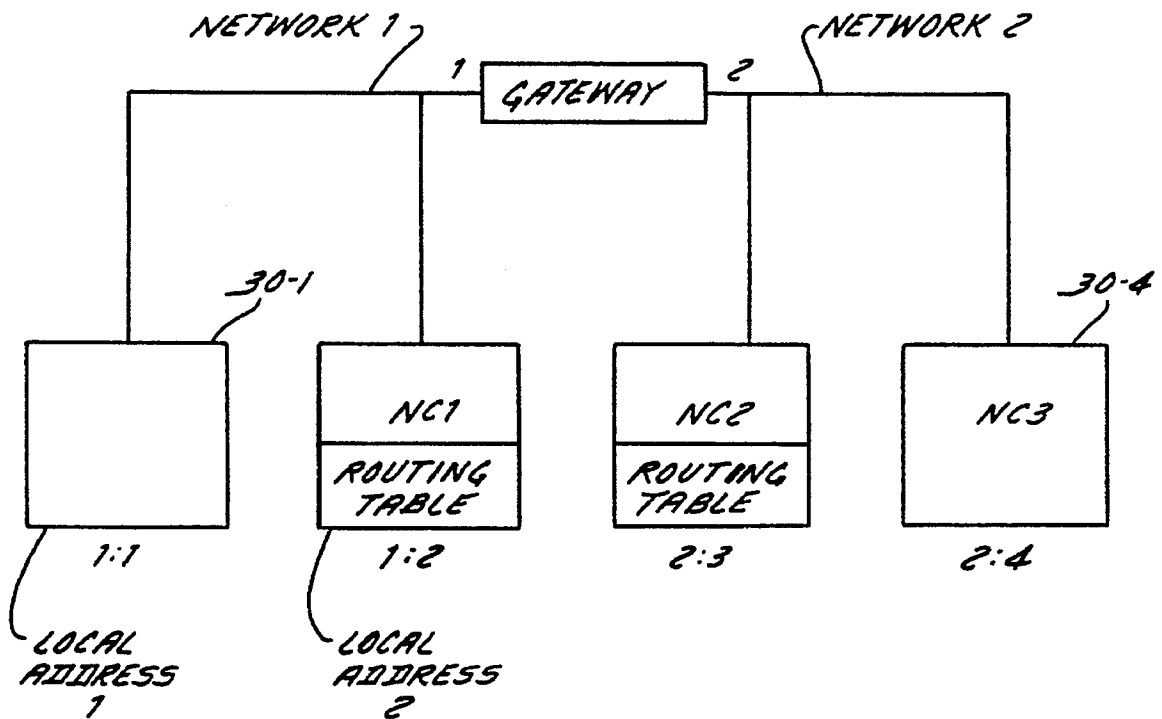 NETWORK 1
NETWORK 2
1
GATEWAY
2
30-1
30-4
NC1
NC2
NC3
ROUTING
TABLE
ROUTING
TABLE
1:1
1:2
2:3
2:4
LOCAL
ADDRESS
1
LOCAL
ADDRESS
2